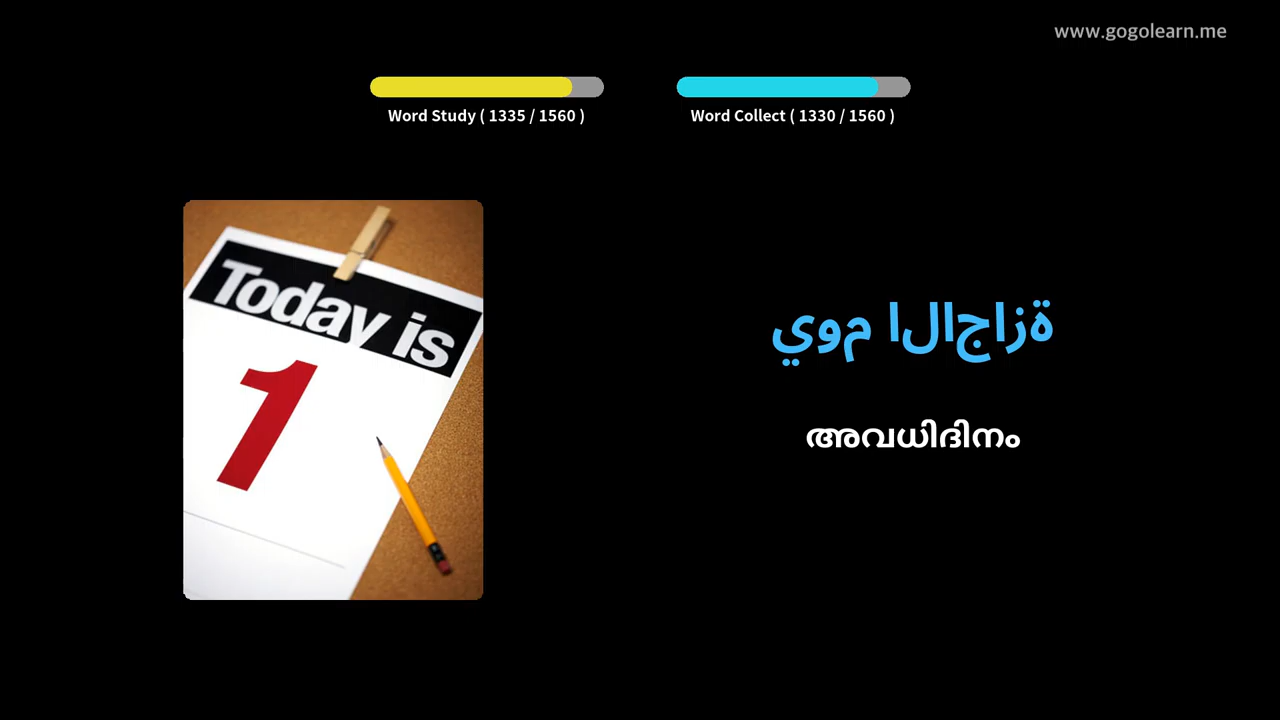 www.gogolearn.me
Word Study ( 1335 / 1560 )
Word Collect ( 1330 / 1560 )
Today is
1
يوم الاجازة
അവധിദിനം